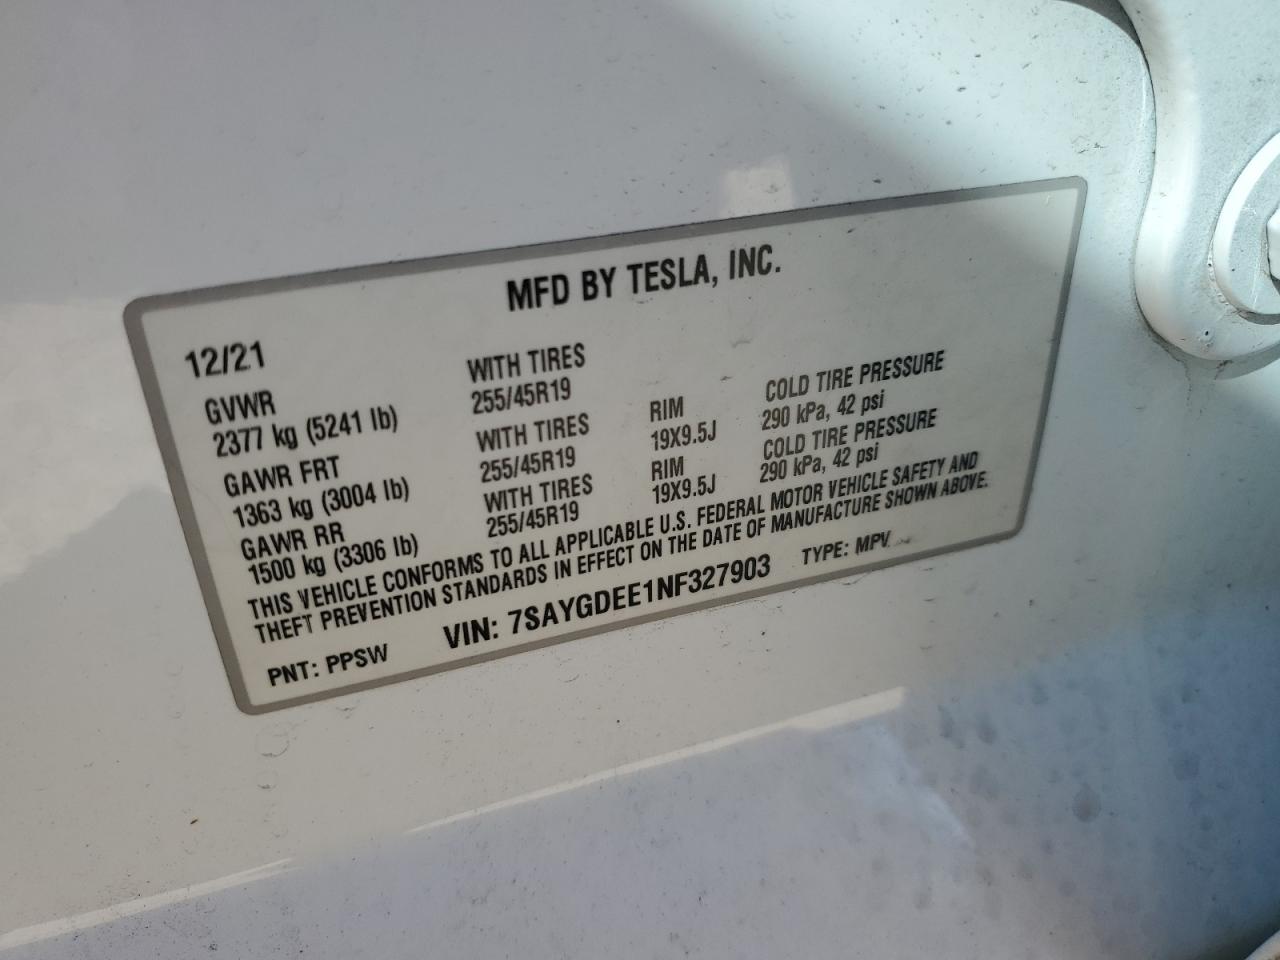 MFD BY TESLA, INC.
12/21
GVWR WITH TIRES
2377 kg (5241 lb) 255/45R19
GAWR FRT WITH TIRES RIM COLD TIRE PRESSURE
1363 kg (3004 lb) 255/45R19 19X9.5J 290 kPa, 42 psi
GAWR RR WITH TIRES RIM COLD TIRE PRESSURE
1500 kg (3306 lb) 255/45R19 19X9.5J 290 kPa, 42 psi
THIS VEHICLE CONFORMS TO ALL APPLICABLE U.S. FEDERAL MOTOR VEHICLE SAFETY AND
THEFT PREVENTION STANDARDS IN EFFECT ON THE DATE OF MANUFACTURE SHOWN ABOVE.
PNT: PPSW VIN: 7SAYGDEE1NF327903 TYPE: MPV